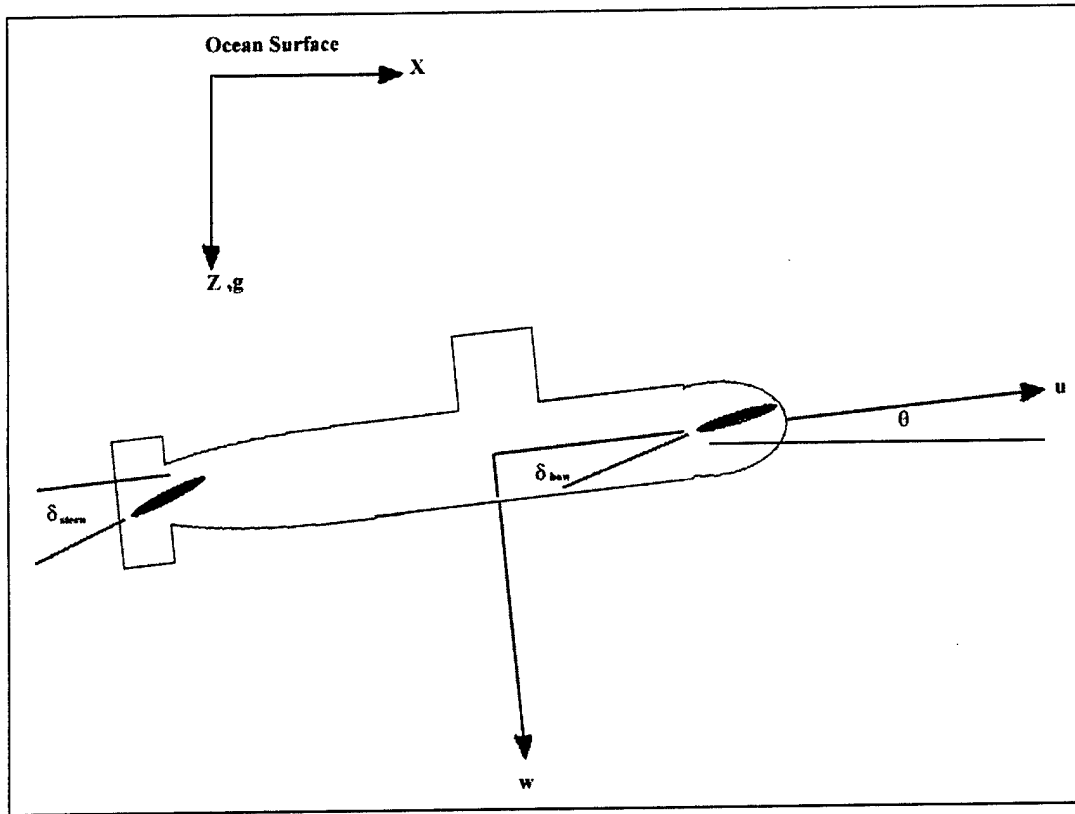 Ocean Surface
X
Z ,g
u
θ
δ bow
δ stern
w